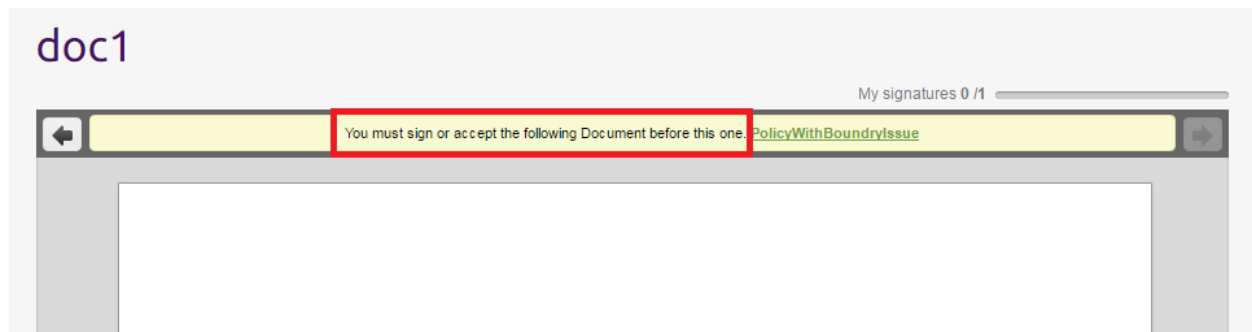 doc1
My signatures 0 /1
You must sign or accept the following Document before this one. PolicyWithBoundryIssue